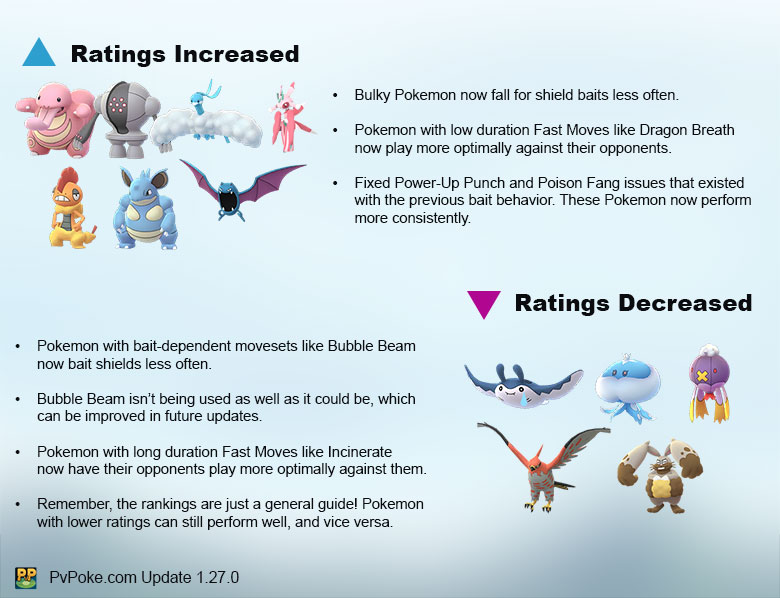 Ratings Increased
• Bulky Pokemon now fall for shield baits less often.
• Pokemon with low duration Fast Moves like Dragon Breath
now play more optimally against their opponents.
• Fixed Power-Up Punch and Poison Fang issues that existed
with the previous bait behavior. These Pokemon now perform
more consistently.
Ratings Decreased
• Pokemon with bait-dependent movesets like Bubble Beam
now bait shields less often.
• Bubble Beam isn’t being used as well as it could be, which
can be improved in future updates.
• Pokemon with long duration Fast Moves like Incinerate
now have their opponents play more optimally against them.
• Remember, the rankings are just a general guide! Pokemon
with lower ratings can still perform well, and vice versa.
PP PvPoke.com Update 1.27.0